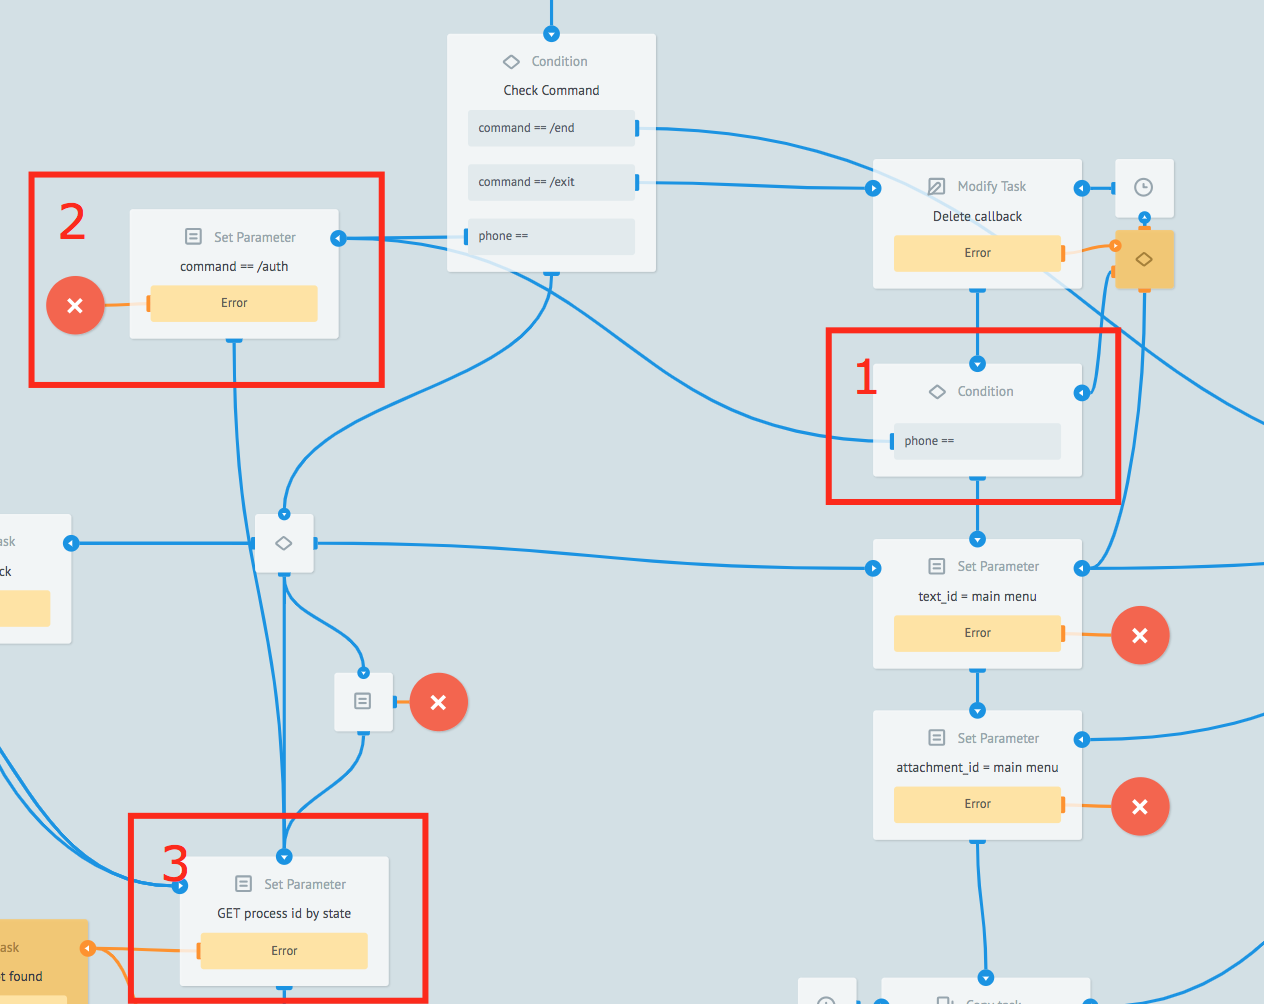 Condition
Check Command
command == /end
command == /exit
phone ==
2
Set Parameter
command == /auth
Error
Modify Task
Delete callback
Error
1
Condition
phone ==
ask
ck
Set Parameter
text_id = main menu
Error
Set Parameter
attachment_id = main menu
Error
3
Set Parameter
GET process id by state
Error
ask
t found
Copy task